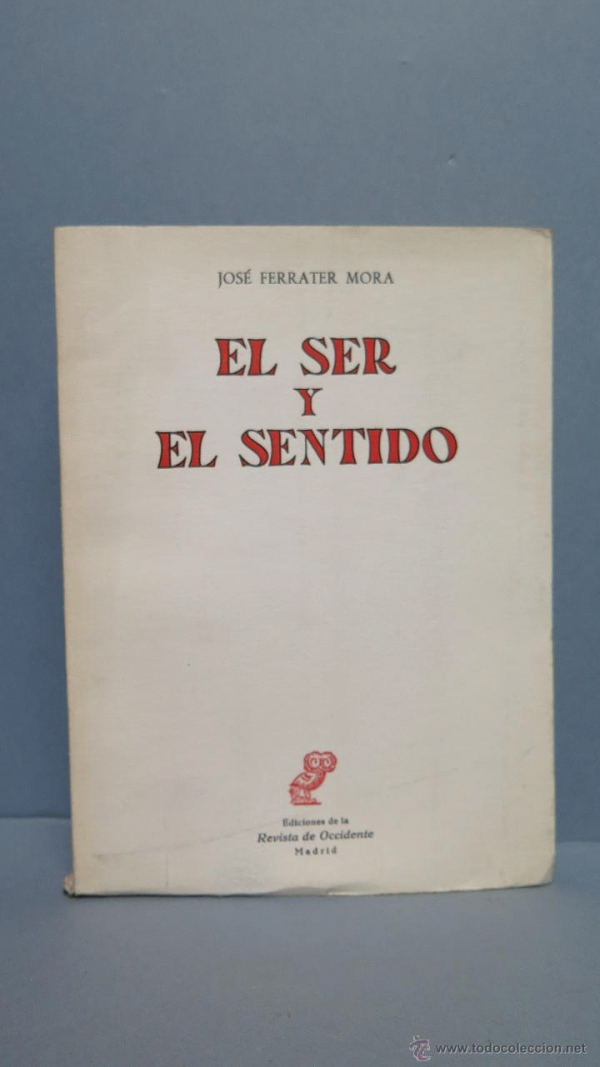 JOSÉ FERRATER MORA
EL SER
Y
EL SENTIDO
Ediciones de la
Revista de Occidente
Madrid
© www.todocoleccion.net